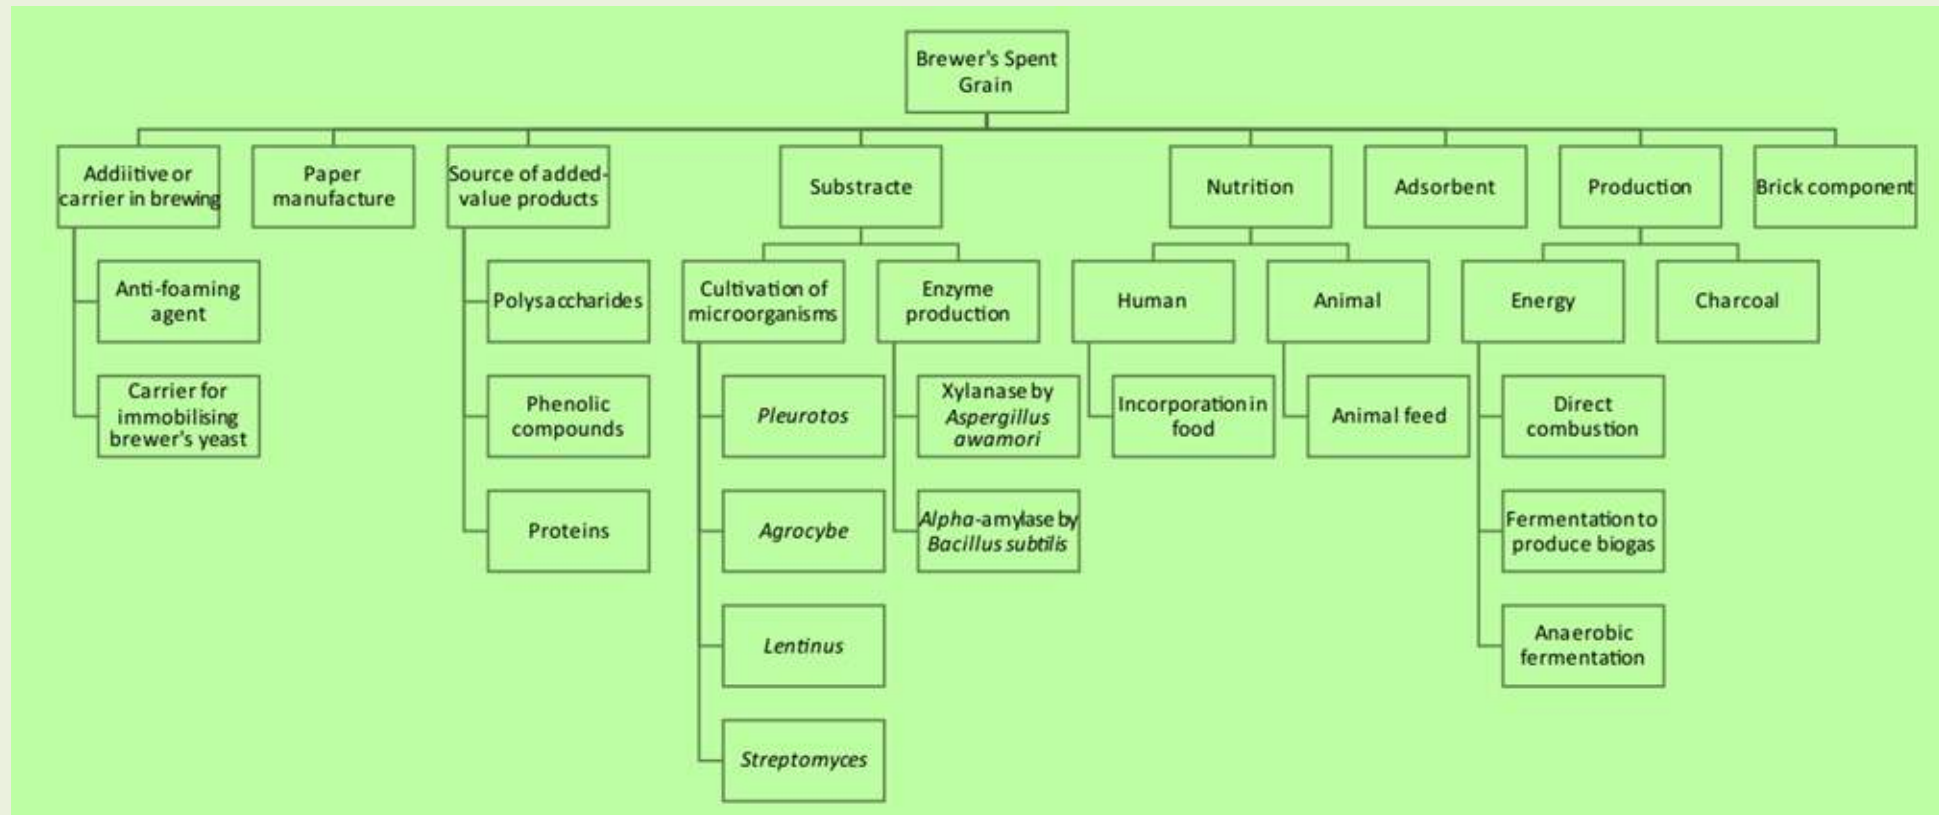 Brewer's Spent
Grain
Addiitive or
carrier in brewing
Paper
manufacture
Source of added-
value products
Substracte
Nutrition
Adsorbent
Production
Brick component
Anti-foaming
agent
Carrier for
immobilising
brewer's yeast
Polysaccharides
Phenolic
compounds
Proteins
Cultivation of
microorganisms
Pleurotos
Agrocybe
Lentinus
Streptomyces
Enzyme
production
Xylanase by
Aspergillus
awamori
Alpha-amylase by
Bacillus subtilis
Human
Incorporation in
food
Animal
Animal feed
Energy
Direct
combustion
Fermentation to
produce biogas
Anaerobic
fermentation
Charcoal